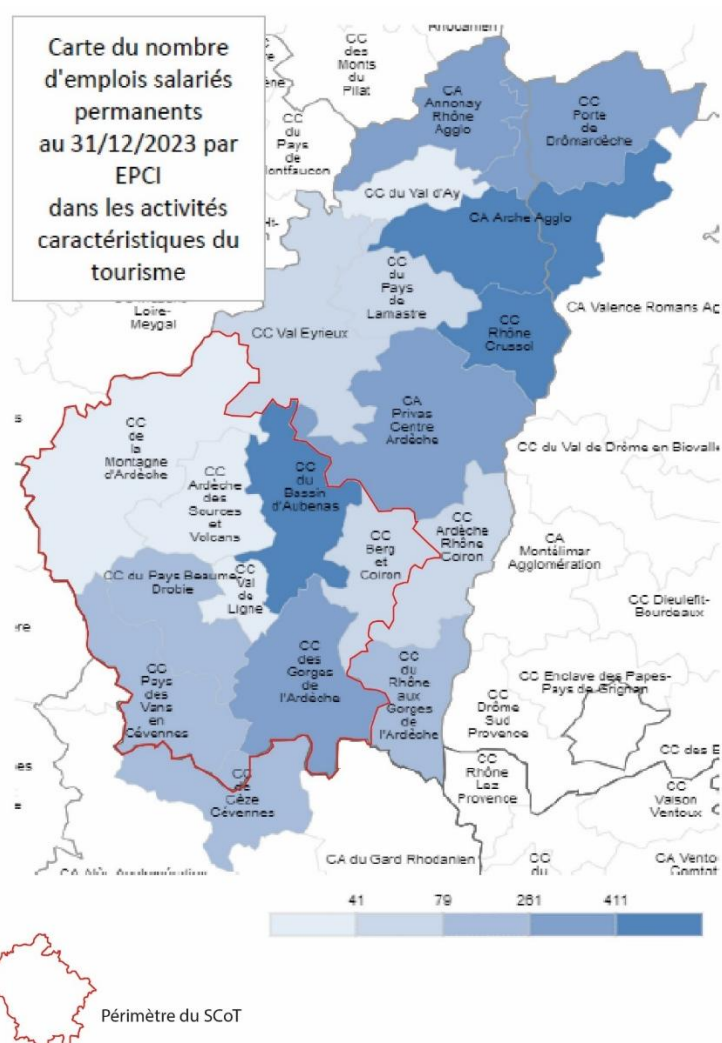 Carte du nombre
d'emplois salariés
permanents
au 31/12/2023 par
EPCI
dans les activités
caractéristiques du
tourisme
CC
des
Monts
du
Pilat
CC
du
Pays
de
CA
Annonay
Rhône
Agglo
CC
Porte
de
Drômardèche
CC du Val d'Ay
CA Arche Agglo
CC
du
Pays
de
Lamastre
Loire-
Meygal
CC Val Eyrieux
CC
Rhône
Crussol
CA Valence Romans Ag
CA
Privas
Centre
Ardèche
CC
de
la
Montagne
d'Ardèche
CC
Ardèche
des
Sources
et
Volcans
CC
du
Bassin
d'Aubenas
CC du Val de Drôme en Biovalle
CC
Berg
et
Coiron
CC
Ardèche
Rhône
Coiron
CA
Montélimar
Agglomération
CC du Pays Beaume-
Drobie
CC
Val
de
Ligne
CC Dieulefit-
Bourdeaux
CC
des
Gorges
de
l'Ardèche
CC
Pays
des
Vans
en
Cévennes
CC
du
Rhône
aux
Gorges
de
l'Ardèche
CC Enclave des Papes-
Pays de Grignan
CC
Drôme
Sud
Provence
CC des B
CC
de
Cèze
Cévennes
CC
Rhône
Lez
Provence
CC
Vaison
Ventoux
CA du Gard Rhodanien
CC
du
CA Vento
41 79 261 411
Périmètre du SCoT